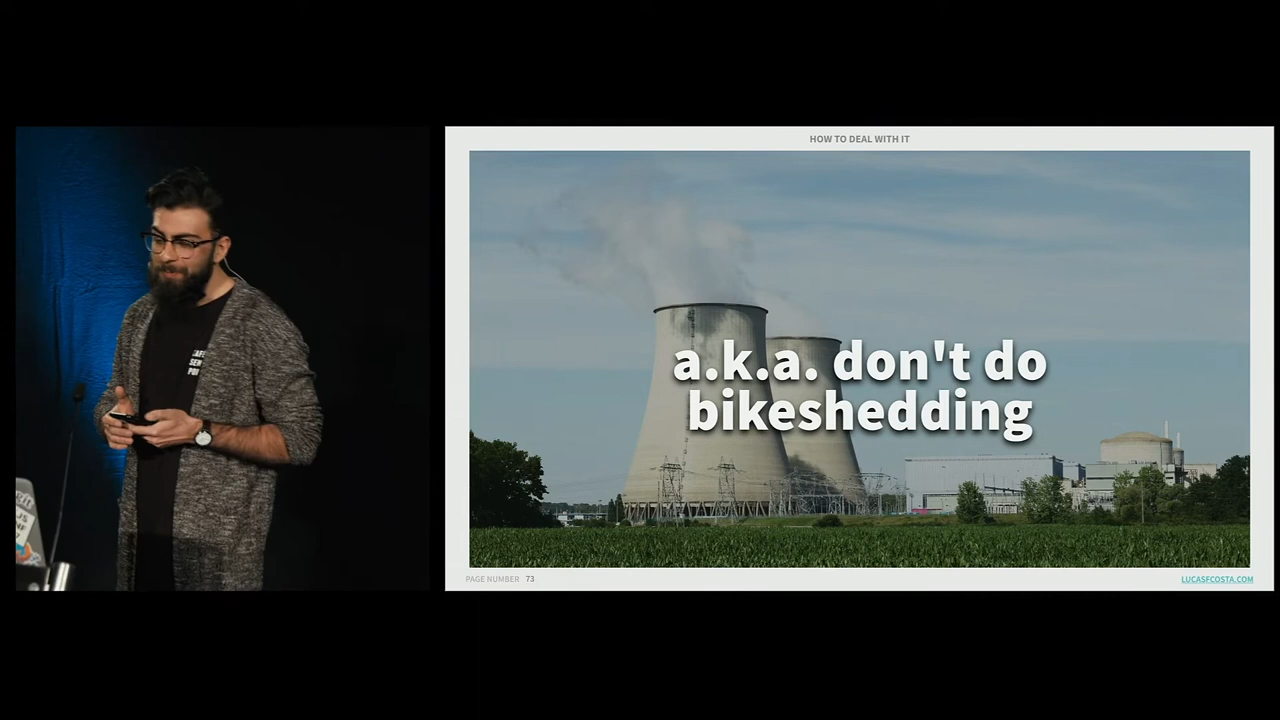 HOW TO DEAL WITH IT
a.k.a. don't do
bikeshedding
PAGE NUMBER 73
LUCASFCOSTA.COM